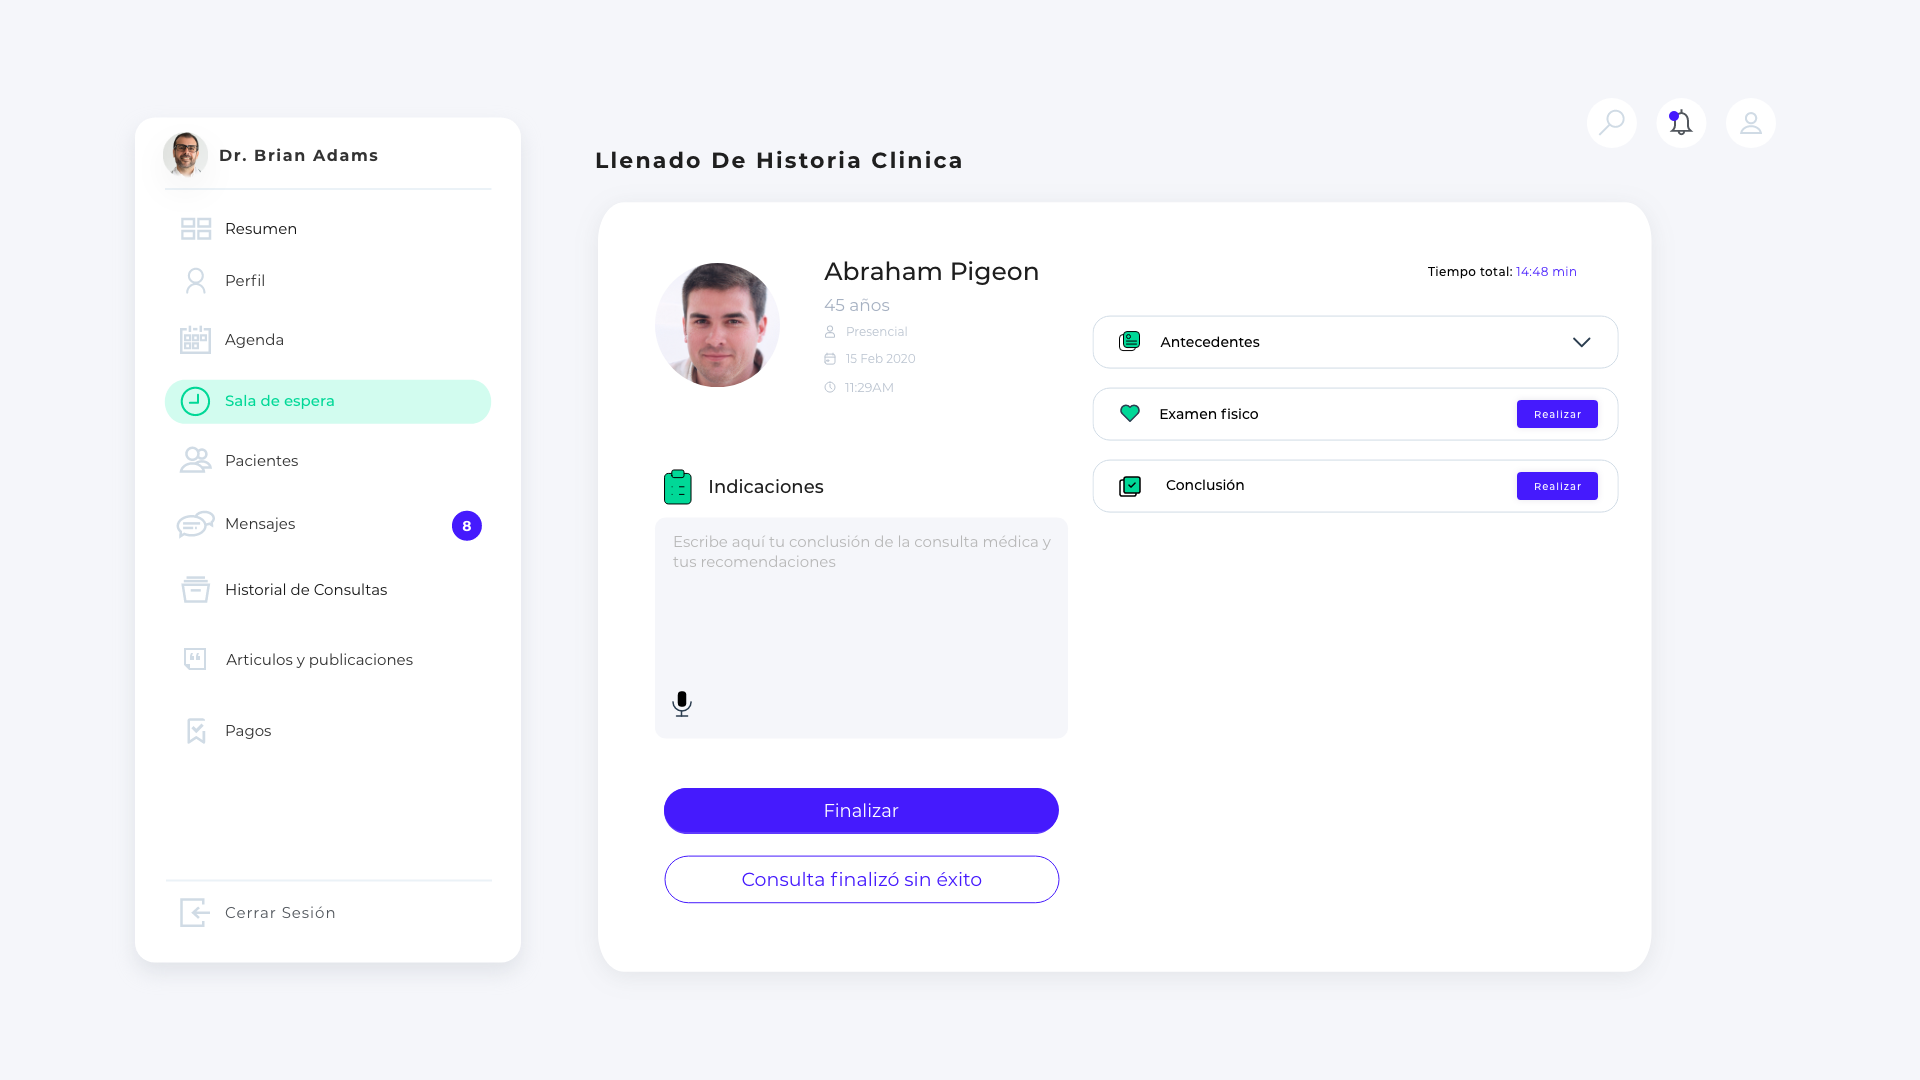 Dr. Brian Adams
Resumen
Perfil
Agenda
Sala de espera
Pacientes
Mensajes
8
Historial de Consultas
Articulos y publicaciones
Pagos
Cerrar Sesión
Llenado De Historia Clinica
Abraham Pigeon
45 años
Presencial
15 Feb 2020
11:29AM
Indicaciones
Escribe aquí tu conclusión de la consulta médica y
tus recomendaciones
Finalizar
Consulta finalizó sin éxito
Tiempo total: 14:48 min
Antecedentes
Examen fisico
Realizar
Conclusión
Realizar